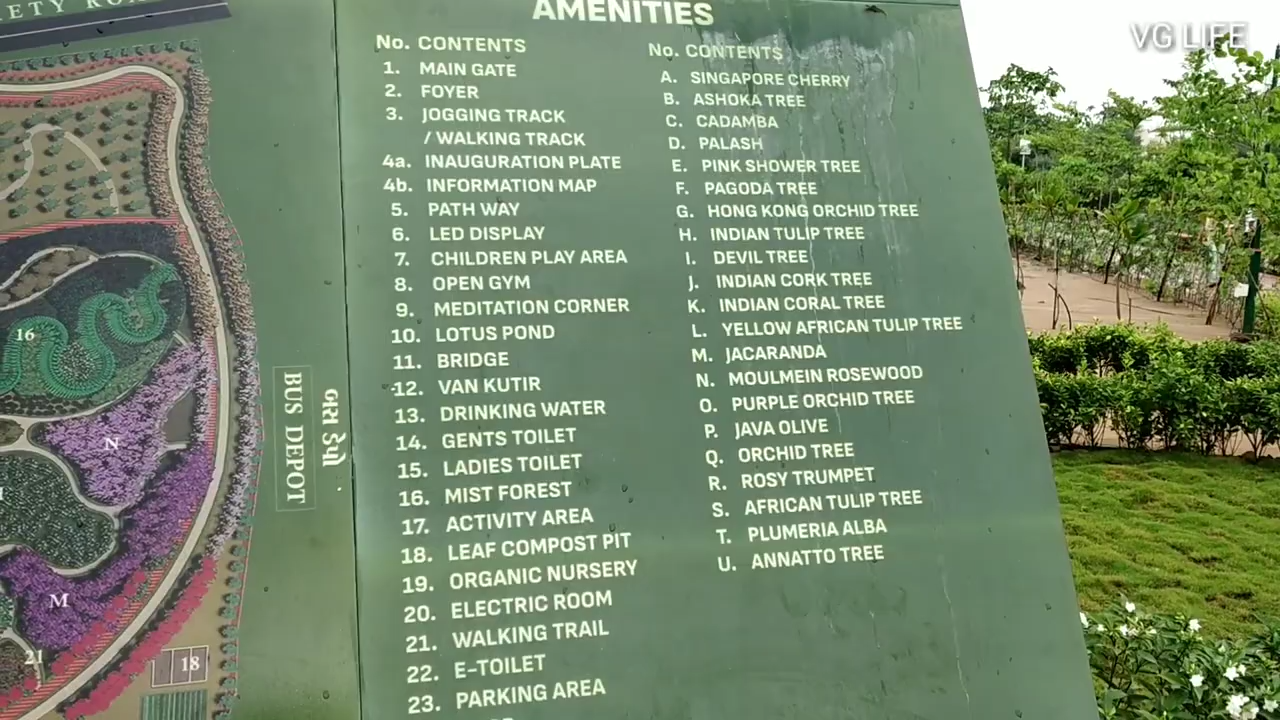 AMENITIES
No. CONTENTS
1. MAIN GATE
2. FOYER
3. JOGGING TRACK
/ WALKING TRACK
4a. INAUGURATION PLATE
4b. INFORMATION MAP
5. PATH WAY
6. LED DISPLAY
7. CHILDREN PLAY AREA
8. OPEN GYM
9. MEDITATION CORNER
10. LOTUS POND
11. BRIDGE
12. VAN KUTIR
13. DRINKING WATER
14. GENTS TOILET
15. LADIES TOILET
16. MIST FOREST
17. ACTIVITY AREA
18. LEAF COMPOST PIT
19. ORGANIC NURSERY
20. ELECTRIC ROOM
21. WALKING TRAIL
22. E-TOILET
23. PARKING AREA
No. CONTENTS
A. SINGAPORE CHERRY
B. ASHOKA TREE
C. CADAMBA
D. PALASH
E. PINK SHOWER TREE
F. PAGODA TREE
G. HONG KONG ORCHID TREE
H. INDIAN TULIP TREE
I. DEVIL TREE
J. INDIAN CORK TREE
K. INDIAN CORAL TREE
L. YELLOW AFRICAN TULIP TREE
M. JACARANDA
N. MOULMEIN ROSEWOOD
O. PURPLE ORCHID TREE
P. JAVA OLIVE
Q. ORCHID TREE
R. ROSY TRUMPET
S. AFRICAN TULIP TREE
T. PLUMERIA ALBA
U. ANNATTO TREE
BUS DEPOT
16
N
M
21
18
VG LIFE